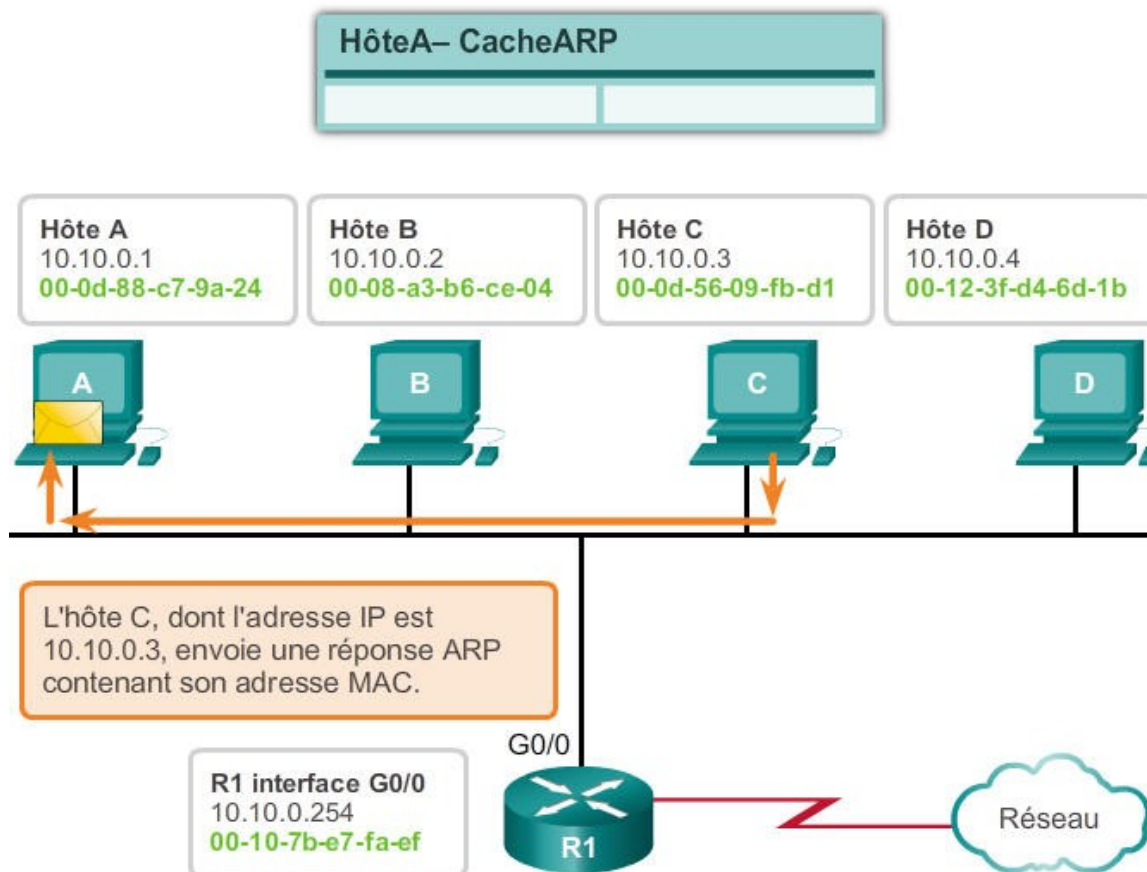 HôteA– CacheARP
Hôte A
10.10.0.1
00-0d-88-c7-9a-24
Hôte B
10.10.0.2
00-08-a3-b6-ce-04
Hôte C
10.10.0.3
00-0d-56-09-fb-d1
Hôte D
10.10.0.4
00-12-3f-d4-6d-1b
A
B
C
D
L'hôte C, dont l'adresse IP est
10.10.0.3, envoie une réponse ARP
contenant son adresse MAC.
G0/0
R1 interface G0/0
10.10.0.254
00-10-7b-e7-fa-ef
R1
Réseau